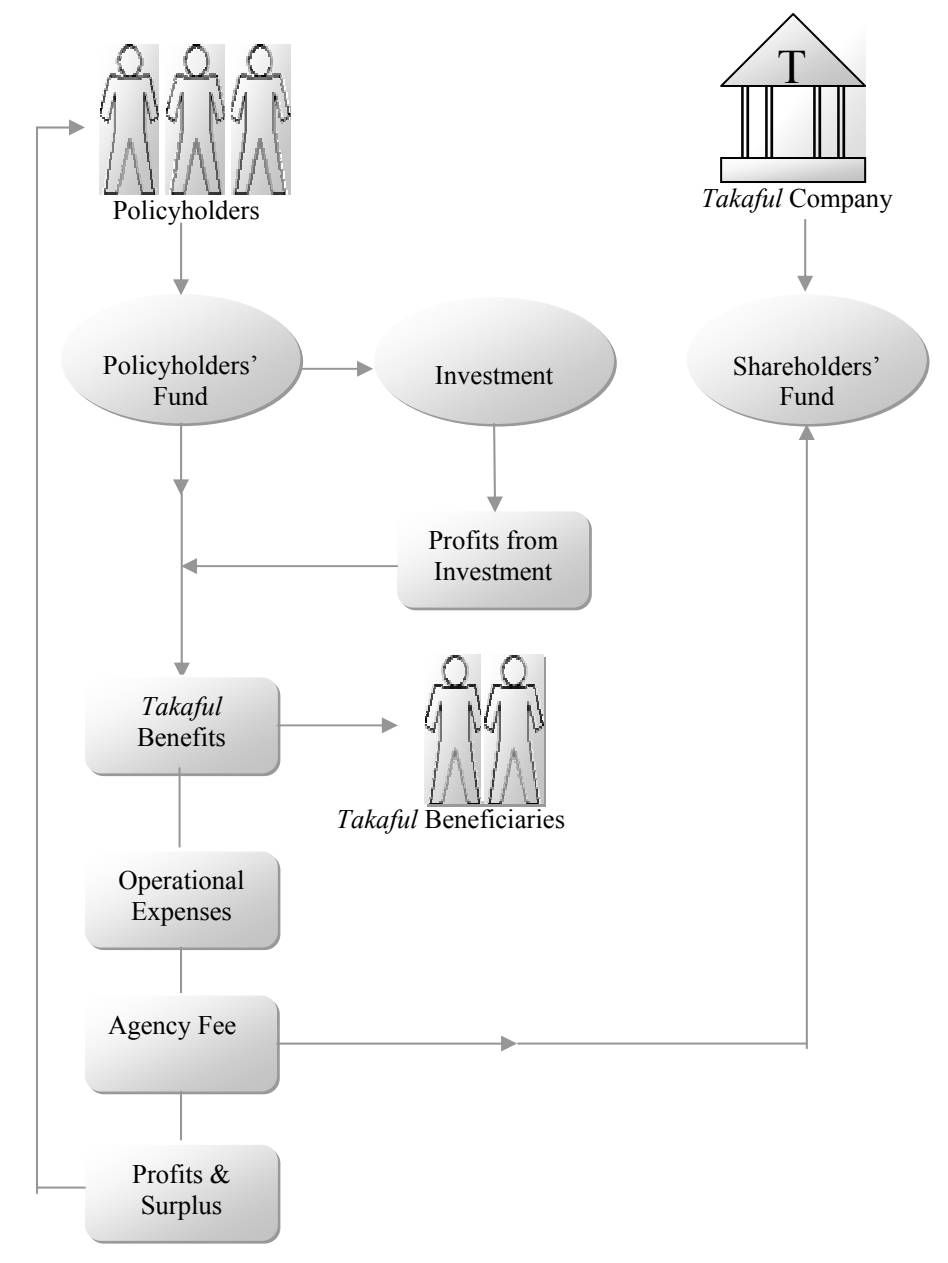 T
Policyholders
Takaful Company
Policyholders’
Fund
Investment
Shareholders’
Fund
Profits from
Investment
Takaful
Benefits
Takaful Beneficiaries
Operational
Expenses
Agency Fee
Profits &
Surplus